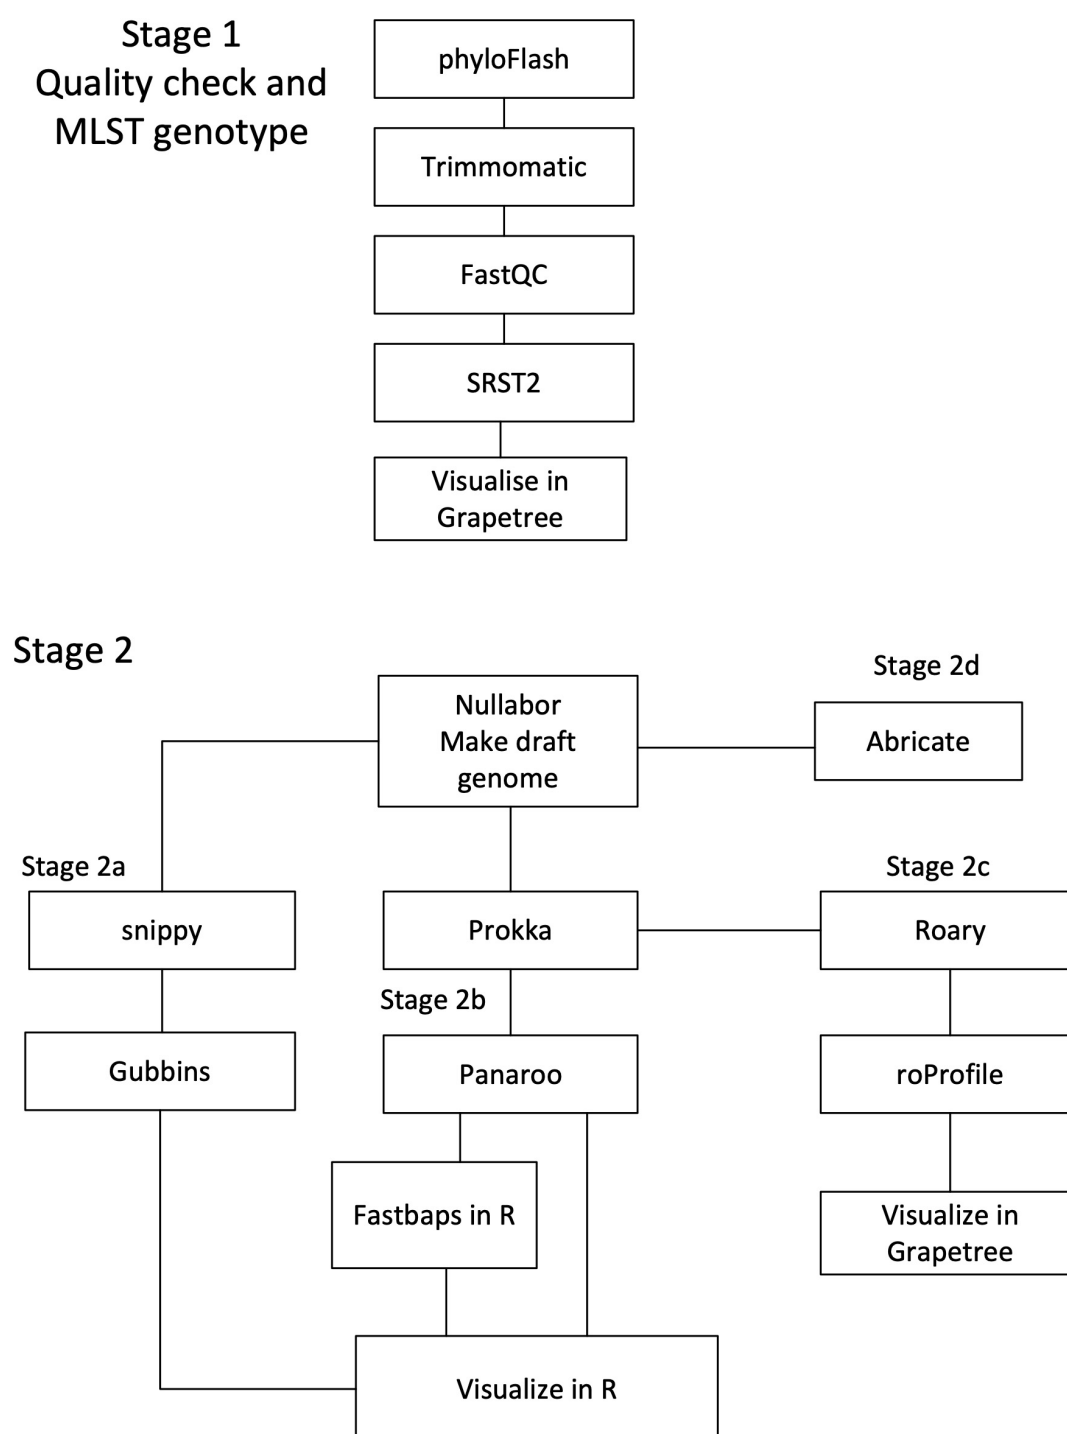 Stage 1
Quality check and
MLST genotype
phyloFlash
Trimmomatic
FastQC
SRST2
Visualise in
Grapetree
Stage 2
Nullabor
Make draft
genome
Stage 2d
Abricate
Stage 2a
snippy
Prokka
Stage 2c
Roary
Stage 2b
Gubbins
Panaroo
roProfile
Fastbaps in R
Visualize in
Grapetree
Visualize in R